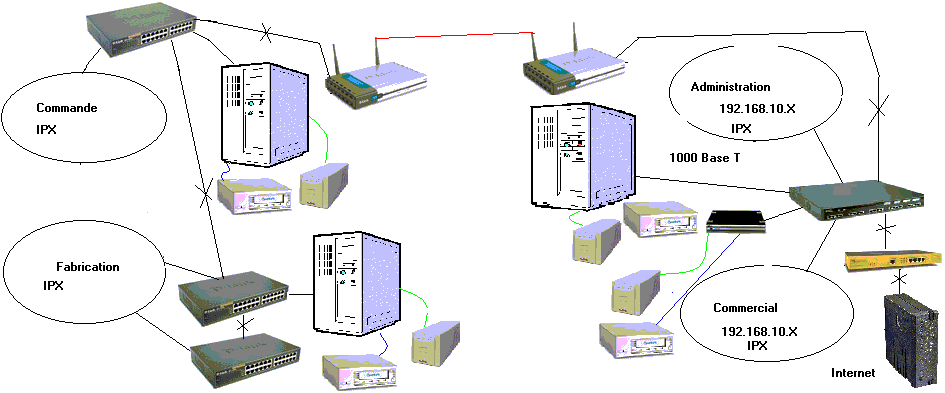 Commande
IPX
Fabrication
IPX
Administration
192.168.10.X
IPX
1000 Base T
Commercial
192.168.10.X
IPX
Internet